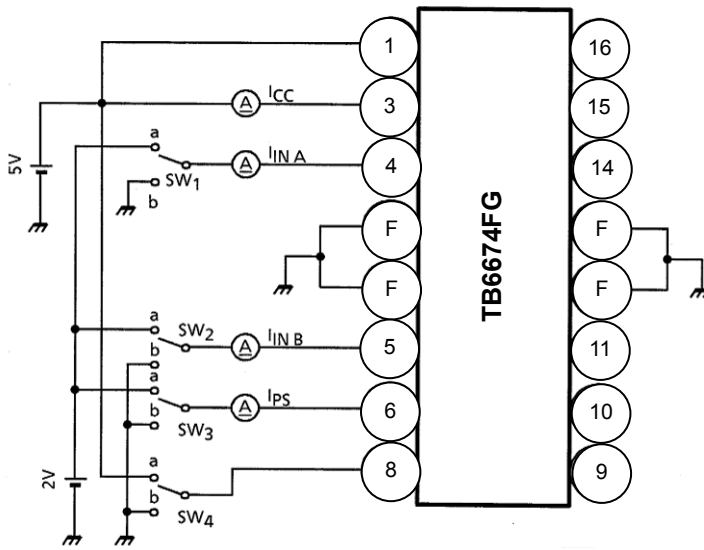 1
16
A
ICC
3
15
5V
a
A
IIN A
4
14
SW1
b
F
F
TB6674FG
F
F
a
SW2
A
IIN B
5
11
b
a
A
IPS
6
10
b
SW3
2V
a
8
9
b
SW4